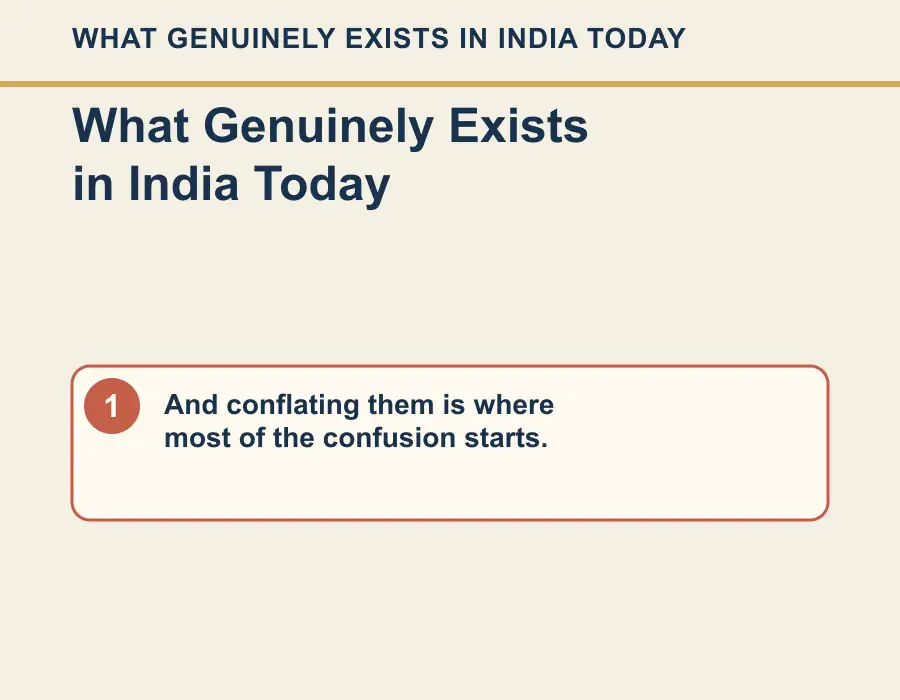 WHAT GENUINELY EXISTS IN INDIA TODAY
What Genuinely Exists
in India Today
1
And conflating them is where
most of the confusion starts.